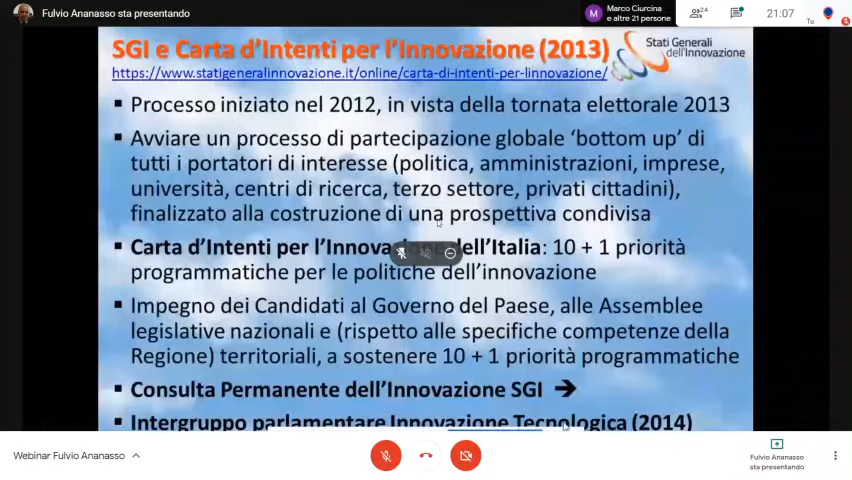 Fulvio Ananasso sta presentando
M
Marco Ciurcina
e altre 21 persone
24
21:07
Tu
SGI e Carta d'Intenti per l'Innovazione (2013)
Stati Generali
dell'Innovazione
https://www.statigeneralinnovazione.it/online/carta-di-intenti-per-linnovazione/
▪ Processo iniziato nel 2012, in vista della tornata elettorale 2013
▪ Avviare un processo di partecipazione globale 'bottom up' di
tutti i portatori di interesse (politica, amministrazioni, imprese,
università, centri di ricerca, terzo settore, privati cittadini),
finalizzato alla costruzione di una prospettiva condivisa
▪ Carta d'Intenti per l'Innovazione dell'Italia: 10 + 1 priorità
programmatiche per le politiche dell'innovazione
▪ Impegno dei Candidati al Governo del Paese, alle Assemblee
legislative nazionali e (rispetto alle specifiche competenze della
Regione) territoriali, a sostenere 10 + 1 priorità programmatiche
▪ Consulta Permanente dell'Innovazione SGI ➔
▪ Intergruppo parlamentare Innovazione Tecnologica (2014)
Webinar Fulvio Ananasso
Fulvio Ananasso
sta presentando